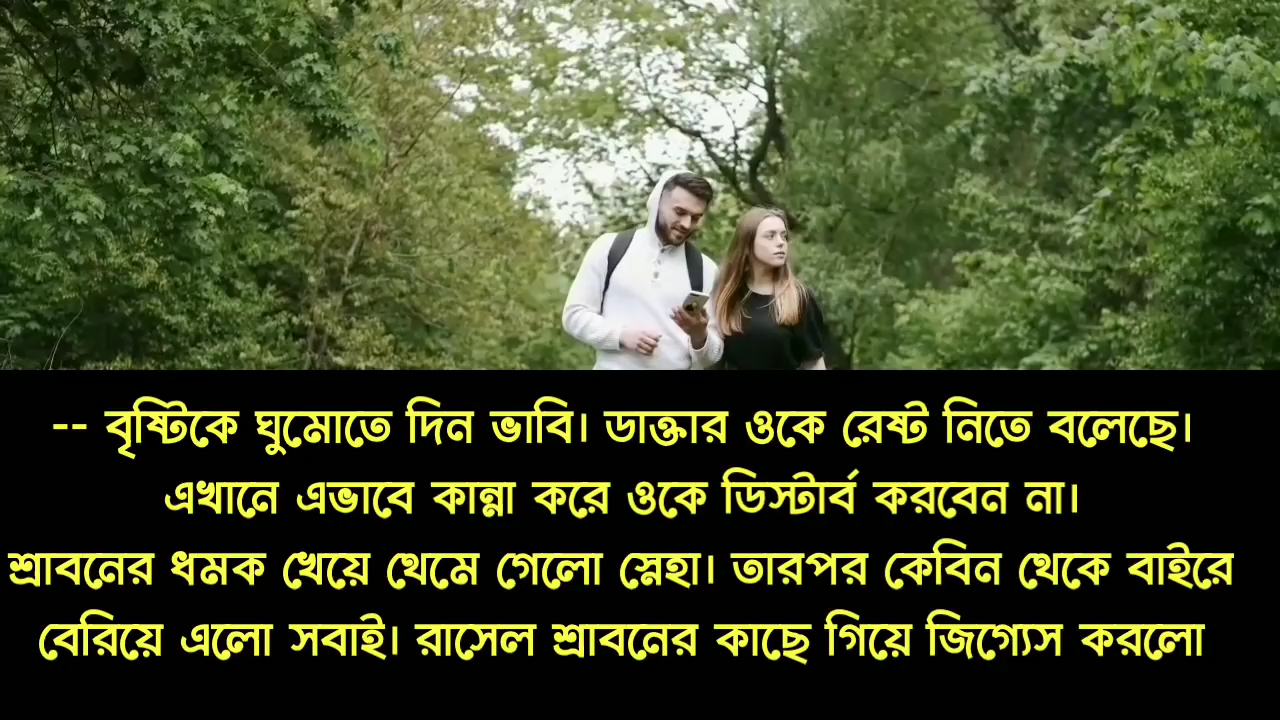 -- বৃষ্টিকে ঘুমোতে দিন ভাবি। ডাক্তার ওকে রেষ্ট নিতে বলেছে।
এখানে এভাবে কান্না করে ওকে ডিস্টার্ব করবেন না।
শ্রাবনের ধমক খেয়ে থেমে গেলো স্নেহা। তারপর কেবিন থেকে বাইরে
বেরিয়ে এলো সবাই। রাসেল শ্রাবনের কাছে গিয়ে জিগ্যেস করলো